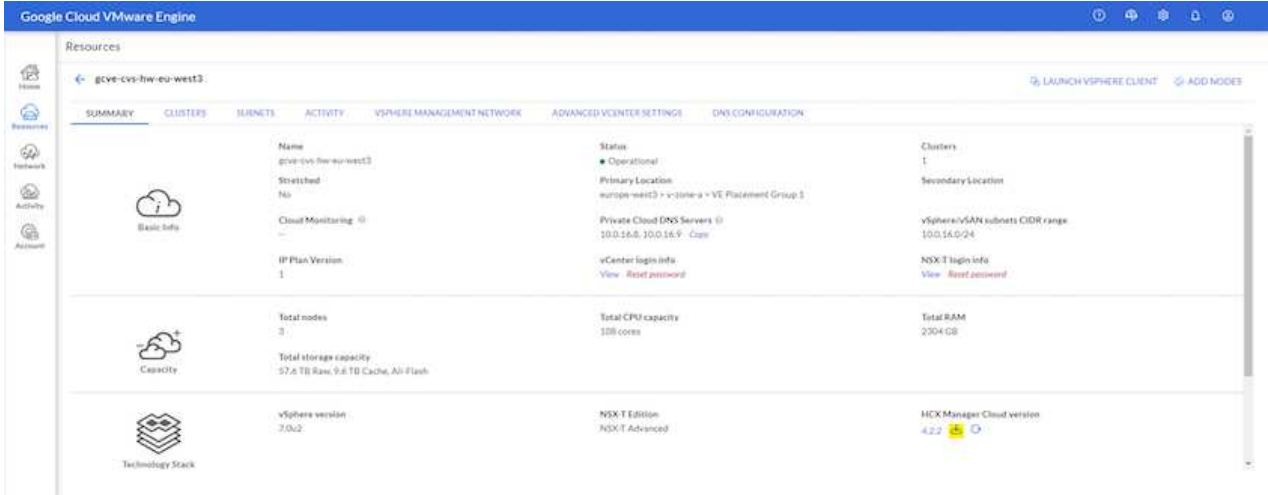 Google Cloud VMware Engine
Resources
gcve-cvs-hw-eu-west3
LAUNCH VSPHERE CLIENT
ADD NODES
Home
Resources
Network
Activity
Account
SUMMARY
CLUSTERS
SUBNETS
ACTIVITY
VSPHERE MANAGEMENT NETWORK
ADVANCED VCENTER SETTINGS
DNS CONFIGURATION
Basic Info
Name
gcve-cvs-hw-eu-west3
Status
Operational
Clusters
1
Stretched
No
Primary Location
europe-west3 > v-zone-a > VE Placement Group 1
Secondary Location
Cloud Monitoring
--
Private Cloud DNS Servers
10.0.16.8, 10.0.16.9 Copy
vSphere/vSAN subnets CIDR range
10.0.16.0/24
IP Plan Version
1
vCenter login info
View Reset password
NSX-T login info
View Reset password
Capacity
Total nodes
3
Total CPU capacity
108 cores
Total RAM
2304 GB
Total storage capacity
57.6 TB Raw, 9.6 TB Cache, All-Flash
Technology Stack
vSphere version
7.0u2
NSX-T Edition
NSX-T Advanced
HCX Manager Cloud version
4.2.2